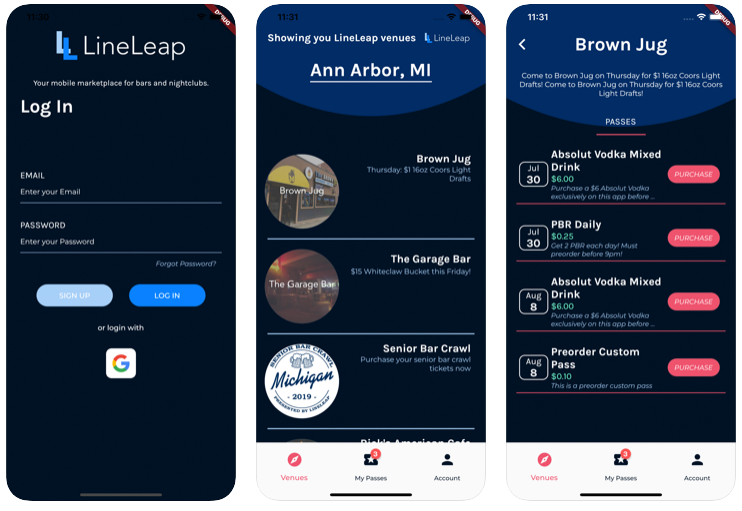 11:30
DEBUG
LineLeap
Your mobile marketplace for bars and nightclubs.
Log In
EMAIL
Enter your Email
PASSWORD
Enter your Password
Forgot Password?
SIGN UP
LOG IN
or login with
G
11:31
DEBUG
Showing you LineLeap venues
LineLeap
Ann Arbor, MI
Brown Jug
Brown Jug
Thursday: $1 16oz Coors Light
Drafts
The Garage Bar
The Garage Bar
$15 Whiteclaw Bucket this Friday!
SENIOR BAR CRAWL
Michigan
- 2019 -
PRESENTED BY LINELEAP
Senior Bar Crawl
Purchase your senior bar crawl
tickets now
Rick's American Cafe
3
Venues
My Passes
Account
11:31
DEBUG
Brown Jug
Come to Brown Jug on Thursday for $1 16oz Coors Light
Drafts! Come to Brown Jug on Thursday for $1 16oz Coors
Light Drafts!
PASSES
Jul
30
Absolut Vodka Mixed
Drink
$6.00
Purchase a $6 Absolut Vodka
exclusively on this app before ...
PURCHASE
Jul
30
PBR Daily
$0.25
Get 2 PBR each day! Must
preorder before 9pm!
PURCHASE
Aug
8
Absolut Vodka Mixed
Drink
$6.00
Purchase a $6 Absolut Vodka
exclusively on this app before ...
PURCHASE
Aug
8
Preorder Custom
Pass
$0.10
This is a preorder custom pass
PURCHASE
3
Venues
My Passes
Account